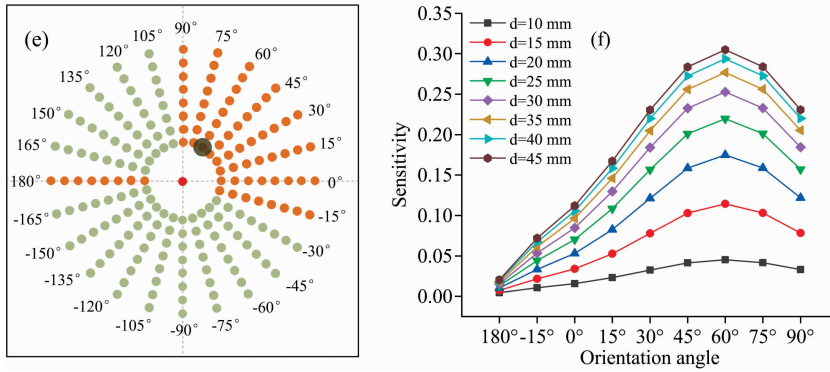 (e)
90°
105°
75°
120°
60°
135°
45°
150°
30°
165°
15°
180°
0°
-165°
-15°
-150°
-30°
-135°
-45°
-120°
-60°
-105°
-75°
-90°
(f)
0.35
0.30
0.25
0.20
0.15
0.10
0.05
0.00
Sensitivity
d=10 mm
d=15 mm
d=20 mm
d=25 mm
d=30 mm
d=35 mm
d=40 mm
d=45 mm
180° -15° 0° 15° 30° 45° 60° 75° 90°
Orientation angle